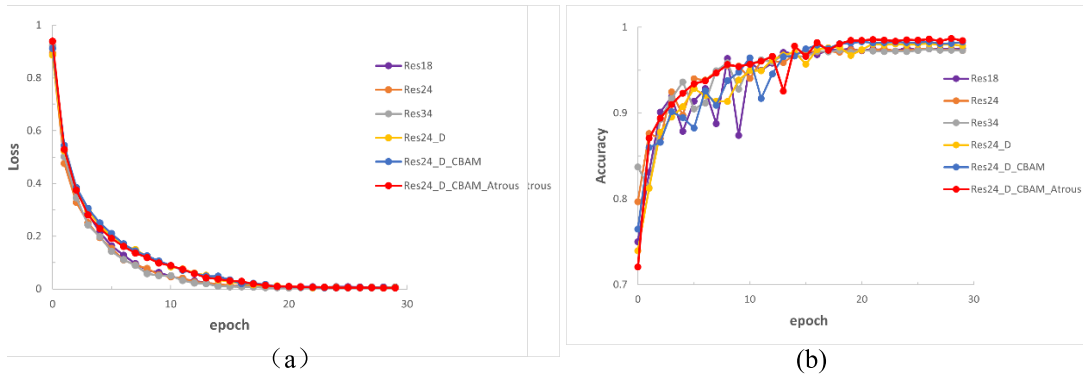 1
0.8
0.6
0.4
0.2
0
Loss
0
10
20
30
epoch
Res18
Res24
Res34
Res24_D
Res24_D_CBAM
Res24_D_CBAM_Atrous :rous
（a）
1
0.9
0.8
0.7
Accuracy
0
10
20
30
epoch
Res18
Res24
Res34
Res24_D
Res24_D_CBAM
Res24_D_CBAM_Atrous
(b)